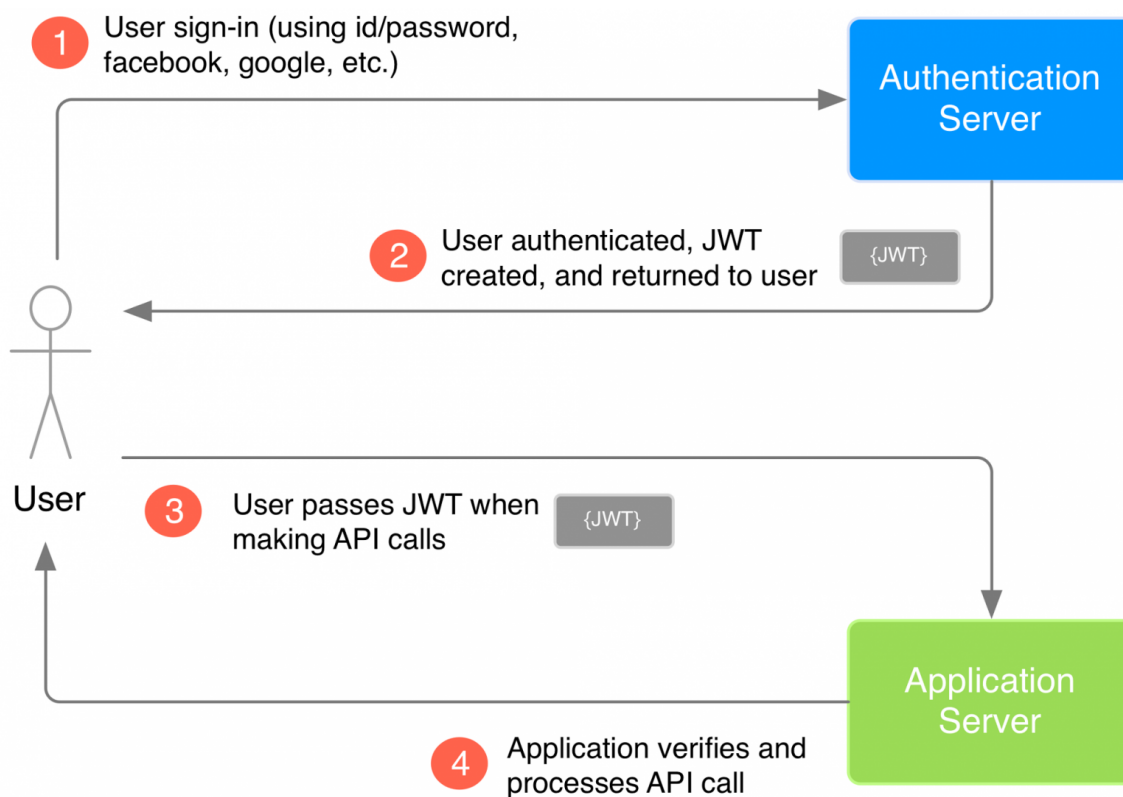 1
User sign-in (using id/password,
facebook, google, etc.)
Authentication
Server
2
User authenticated, JWT
created, and returned to user
{JWT}
User
3
User passes JWT when
making API calls
{JWT}
Application
Server
4
Application verifies and
processes API call